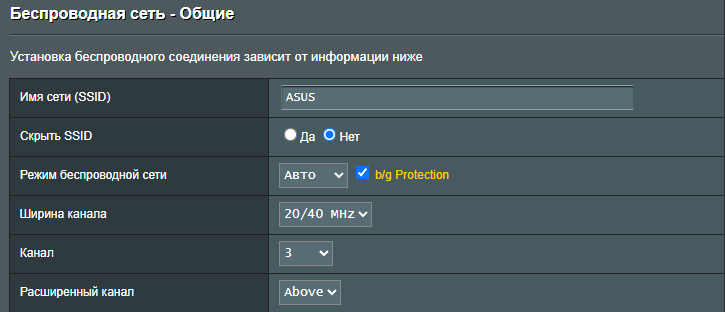 Беспроводная сеть - Общие
Установка беспроводного соединения зависит от информации ниже
Имя сети (SSID) ASUS
Скрыть SSID Да Нет
Режим беспроводной сети Авто b/g Protection
Ширина канала 20/40 MHz
Канал 3
Расширенный канал Above